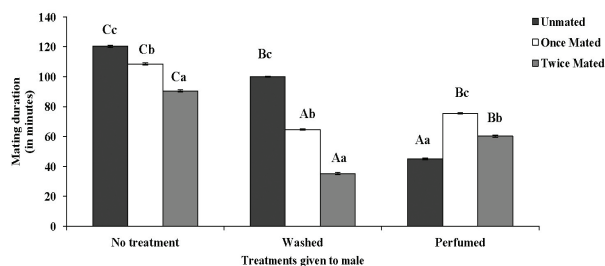 140
120
100
80
60
40
20
0
Mating duration
(in minutes)
Cc
Cb
Ca
Bc
Ab
Aa
Aa
Bc
Bb
No treatment
Washed
Perfumed
Treatments given to male
Unmated
Once Mated
Twice Mated